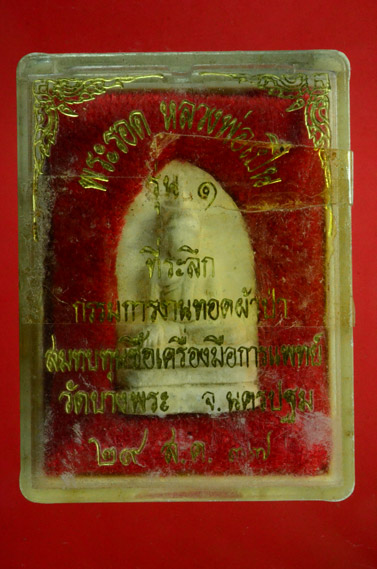 พระรอด หลวงพ่อเปิ่น
รุ่น ๑
ที่ระลึก
กรรมการงานทอดผ้าป่า
สมทบทุนซื้อเครื่องมือการแพทย์
วัดบางพระ จ.นครปฐม
๒๙ ส.ค. ๓๗